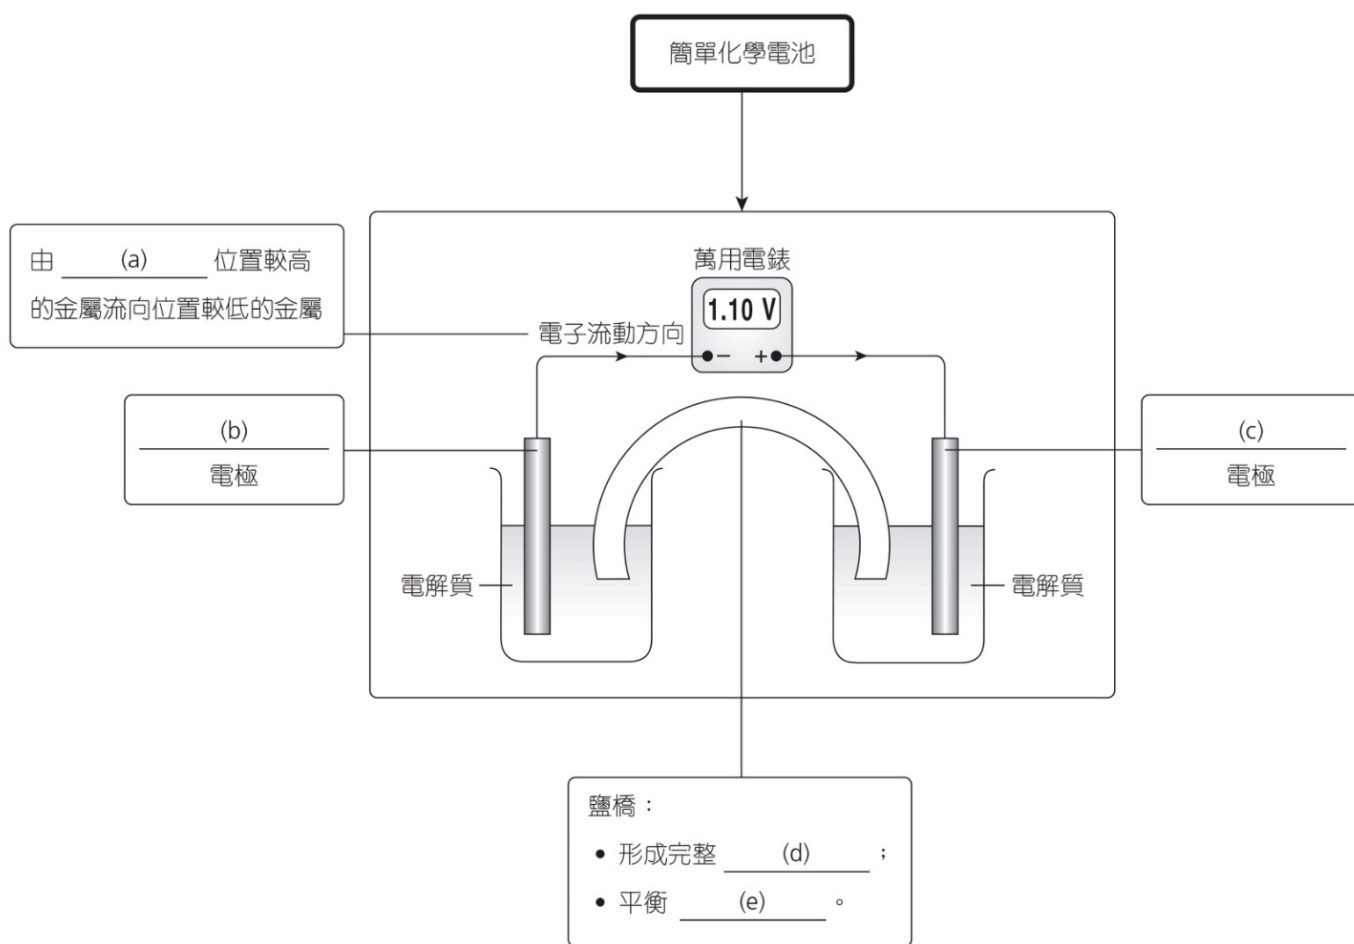 簡單化學電池
由 (a) 位置較高
的金屬流向位置較低的金屬
萬用電錶
1.10 V
電子流動方向
− +
(b)
電極
(c)
電極
電解質
電解質
鹽橋：
• 形成完整 (d) ；
• 平衡 (e) 。